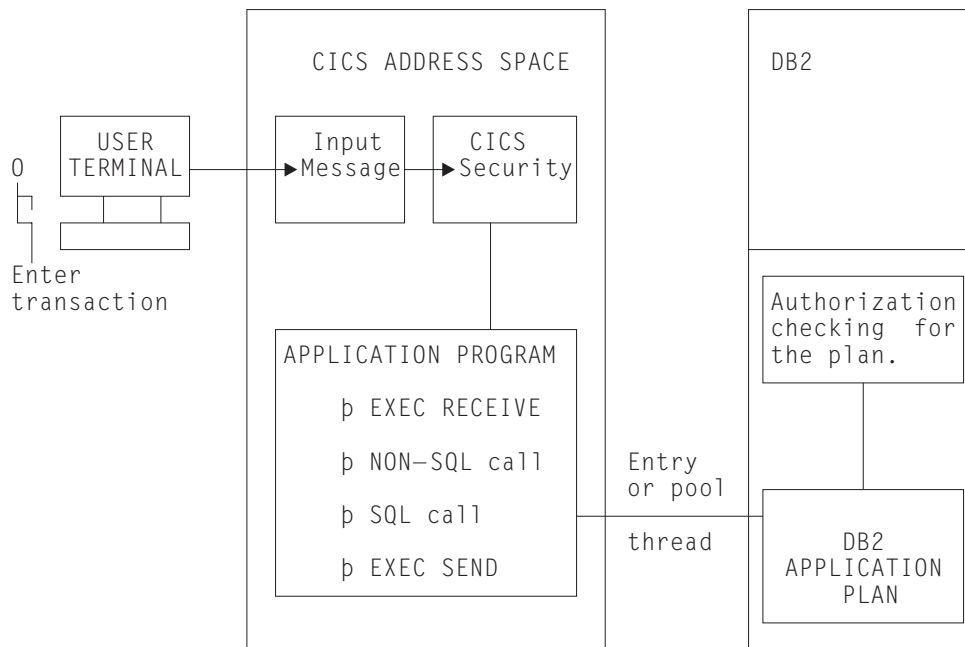 CICS ADDRESS SPACE
DB2
USER
TERMINAL
Input
Message
CICS
Security
O
Enter
transaction
APPLICATION PROGRAM
þ EXEC RECEIVE
þ NON–SQL call
þ SQL call
þ EXEC SEND
Entry
or pool
thread
Authorization
checking for
the plan.
DB2
APPLICATION
PLAN